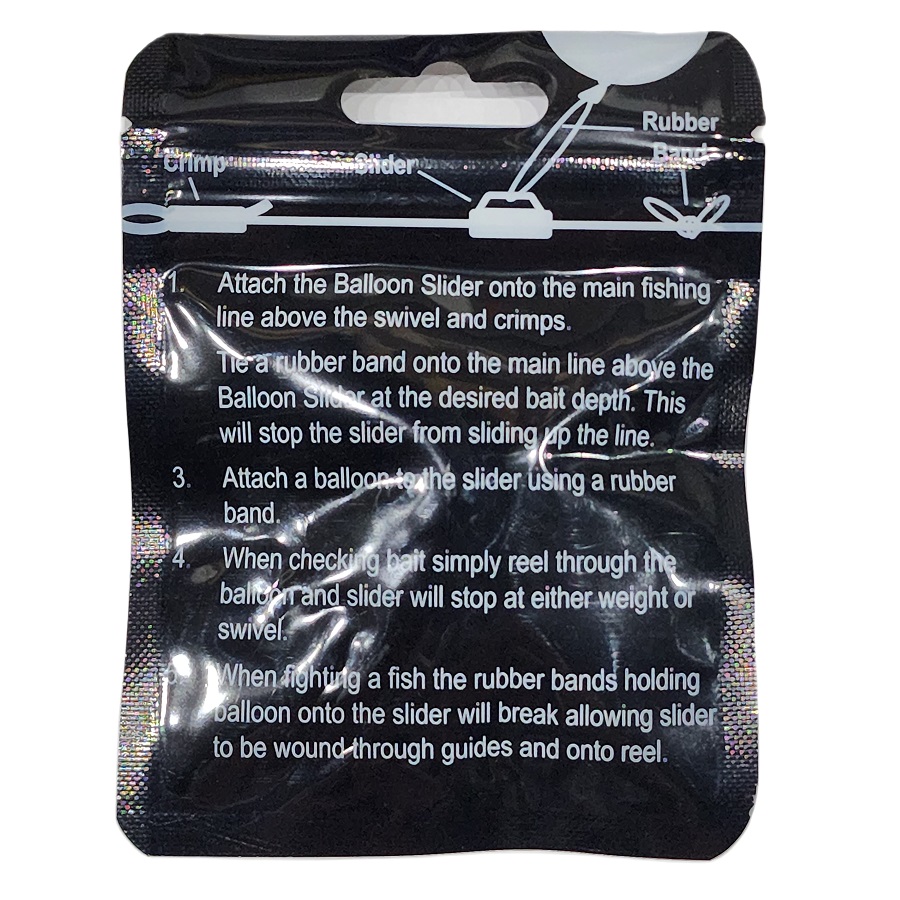 Rubber
Band
Crimp
Slider
1. Attach the Balloon Slider onto the main fishing
line above the swivel and crimps.
2. Tie a rubber band onto the main line above the
Balloon Slider at the desired bait depth. This
will stop the slider from sliding up the line.
3. Attach a balloon to the slider using a rubber
band.
4. When checking bait simply reel through the
balloon and slider will stop at either weight or
swivel.
5. When fighting a fish the rubber bands holding
balloon onto the slider will break allowing slider
to be wound through guides and onto reel.